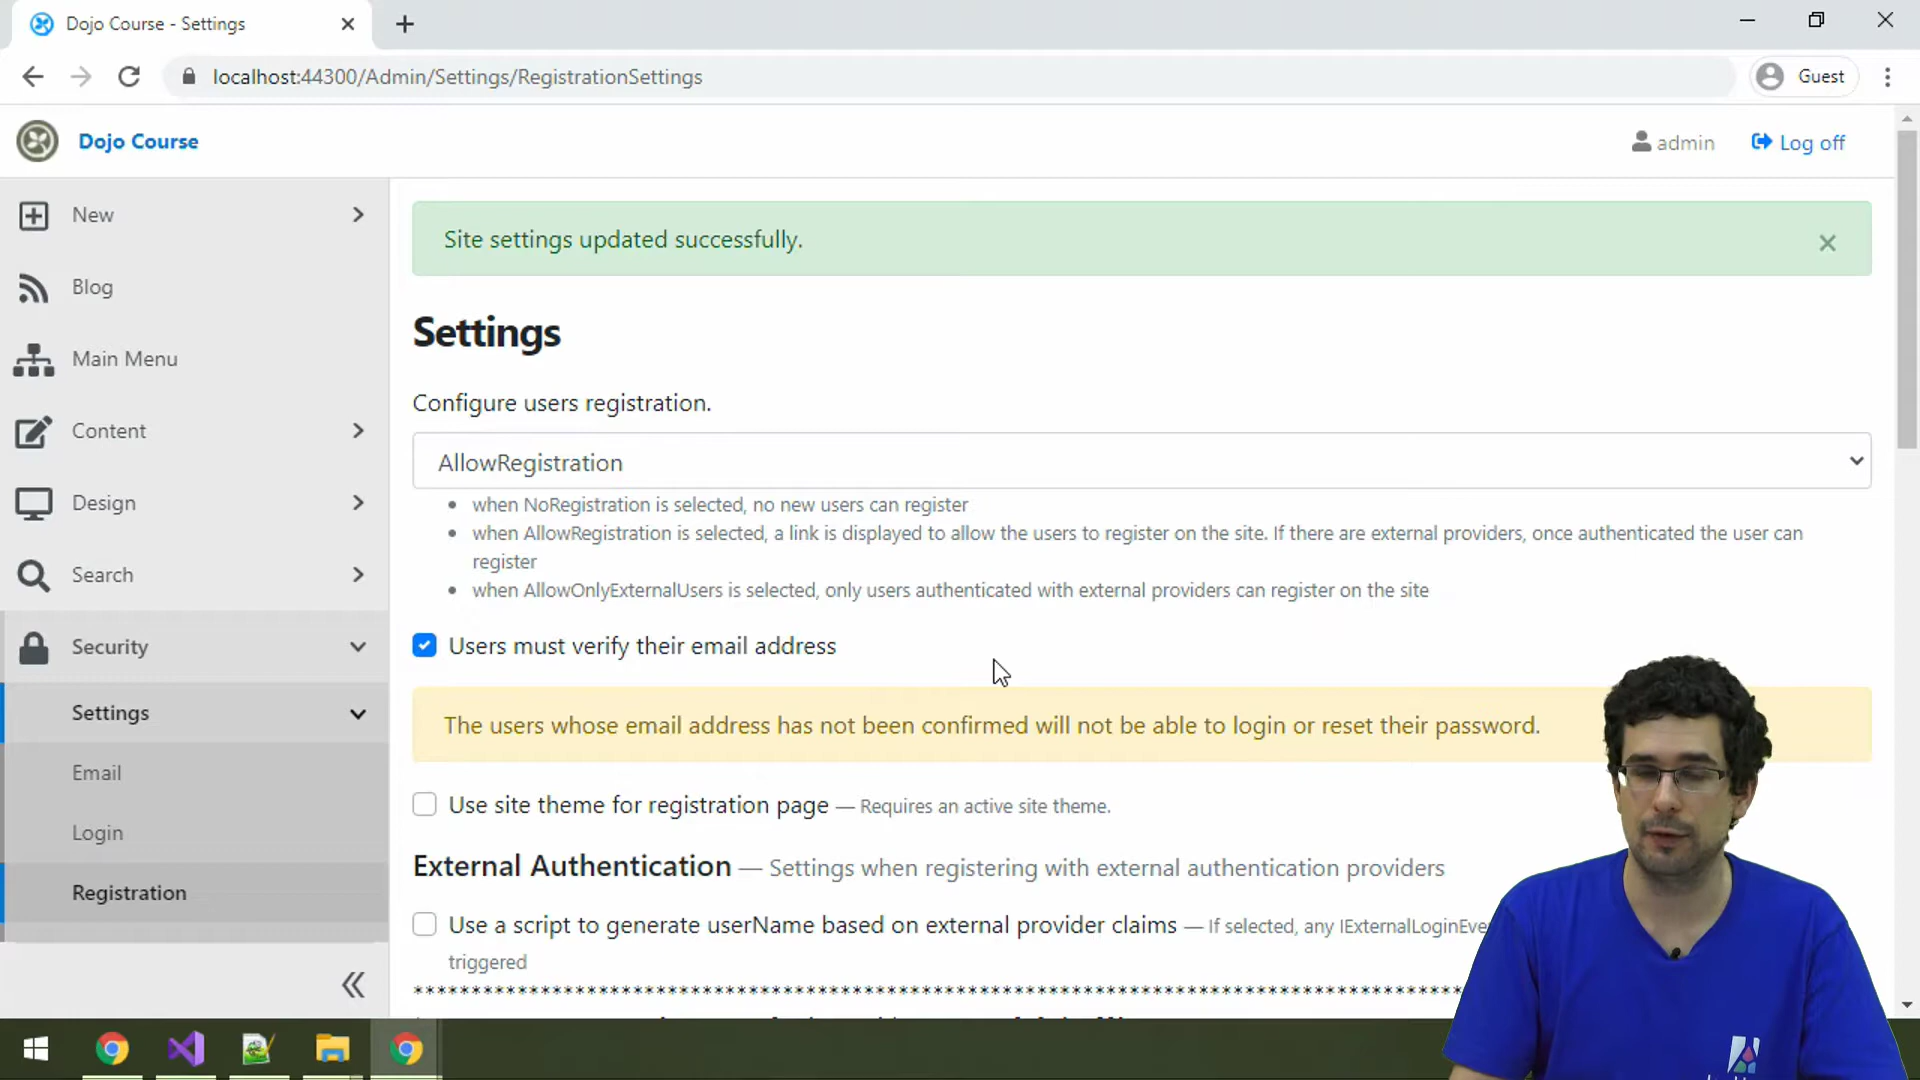 Dojo Course - Settings
localhost:44300/Admin/Settings/RegistrationSettings
Guest
Dojo Course
admin
Log off
New
Blog
Main Menu
Content
Design
Search
Security
Settings
Email
Login
Registration
Site settings updated successfully.
Settings
Configure users registration.
AllowRegistration
when NoRegistration is selected, no new users can register
when AllowRegistration is selected, a link is displayed to allow the users to register on the site. If there are external providers, once authenticated the user can
register
when AllowOnlyExternalUsers is selected, only users authenticated with external providers can register on the site
Users must verify their email address
The users whose email address has not been confirmed will not be able to login or reset their password.
Use site theme for registration page — Requires an active site theme.
External Authentication — Settings when registering with external authentication providers
Use a script to generate userName based on external provider claims — If selected, any
triggered